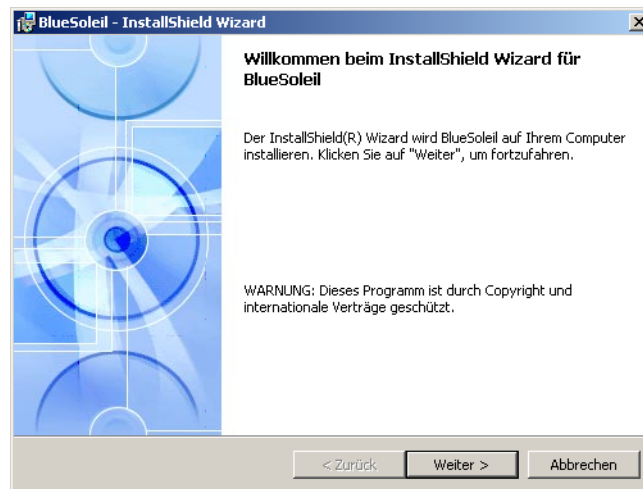 BlueSoleil - InstallShield Wizard
Willkommen beim InstallShield Wizard für
BlueSoleil
Der InstallShield(R) Wizard wird BlueSoleil auf Ihrem Computer
installieren. Klicken Sie auf "Weiter", um fortzufahren.
WARNUNG: Dieses Programm ist durch Copyright und
internationale Verträge geschützt.
< Zurück
Weiter >
Abbrechen